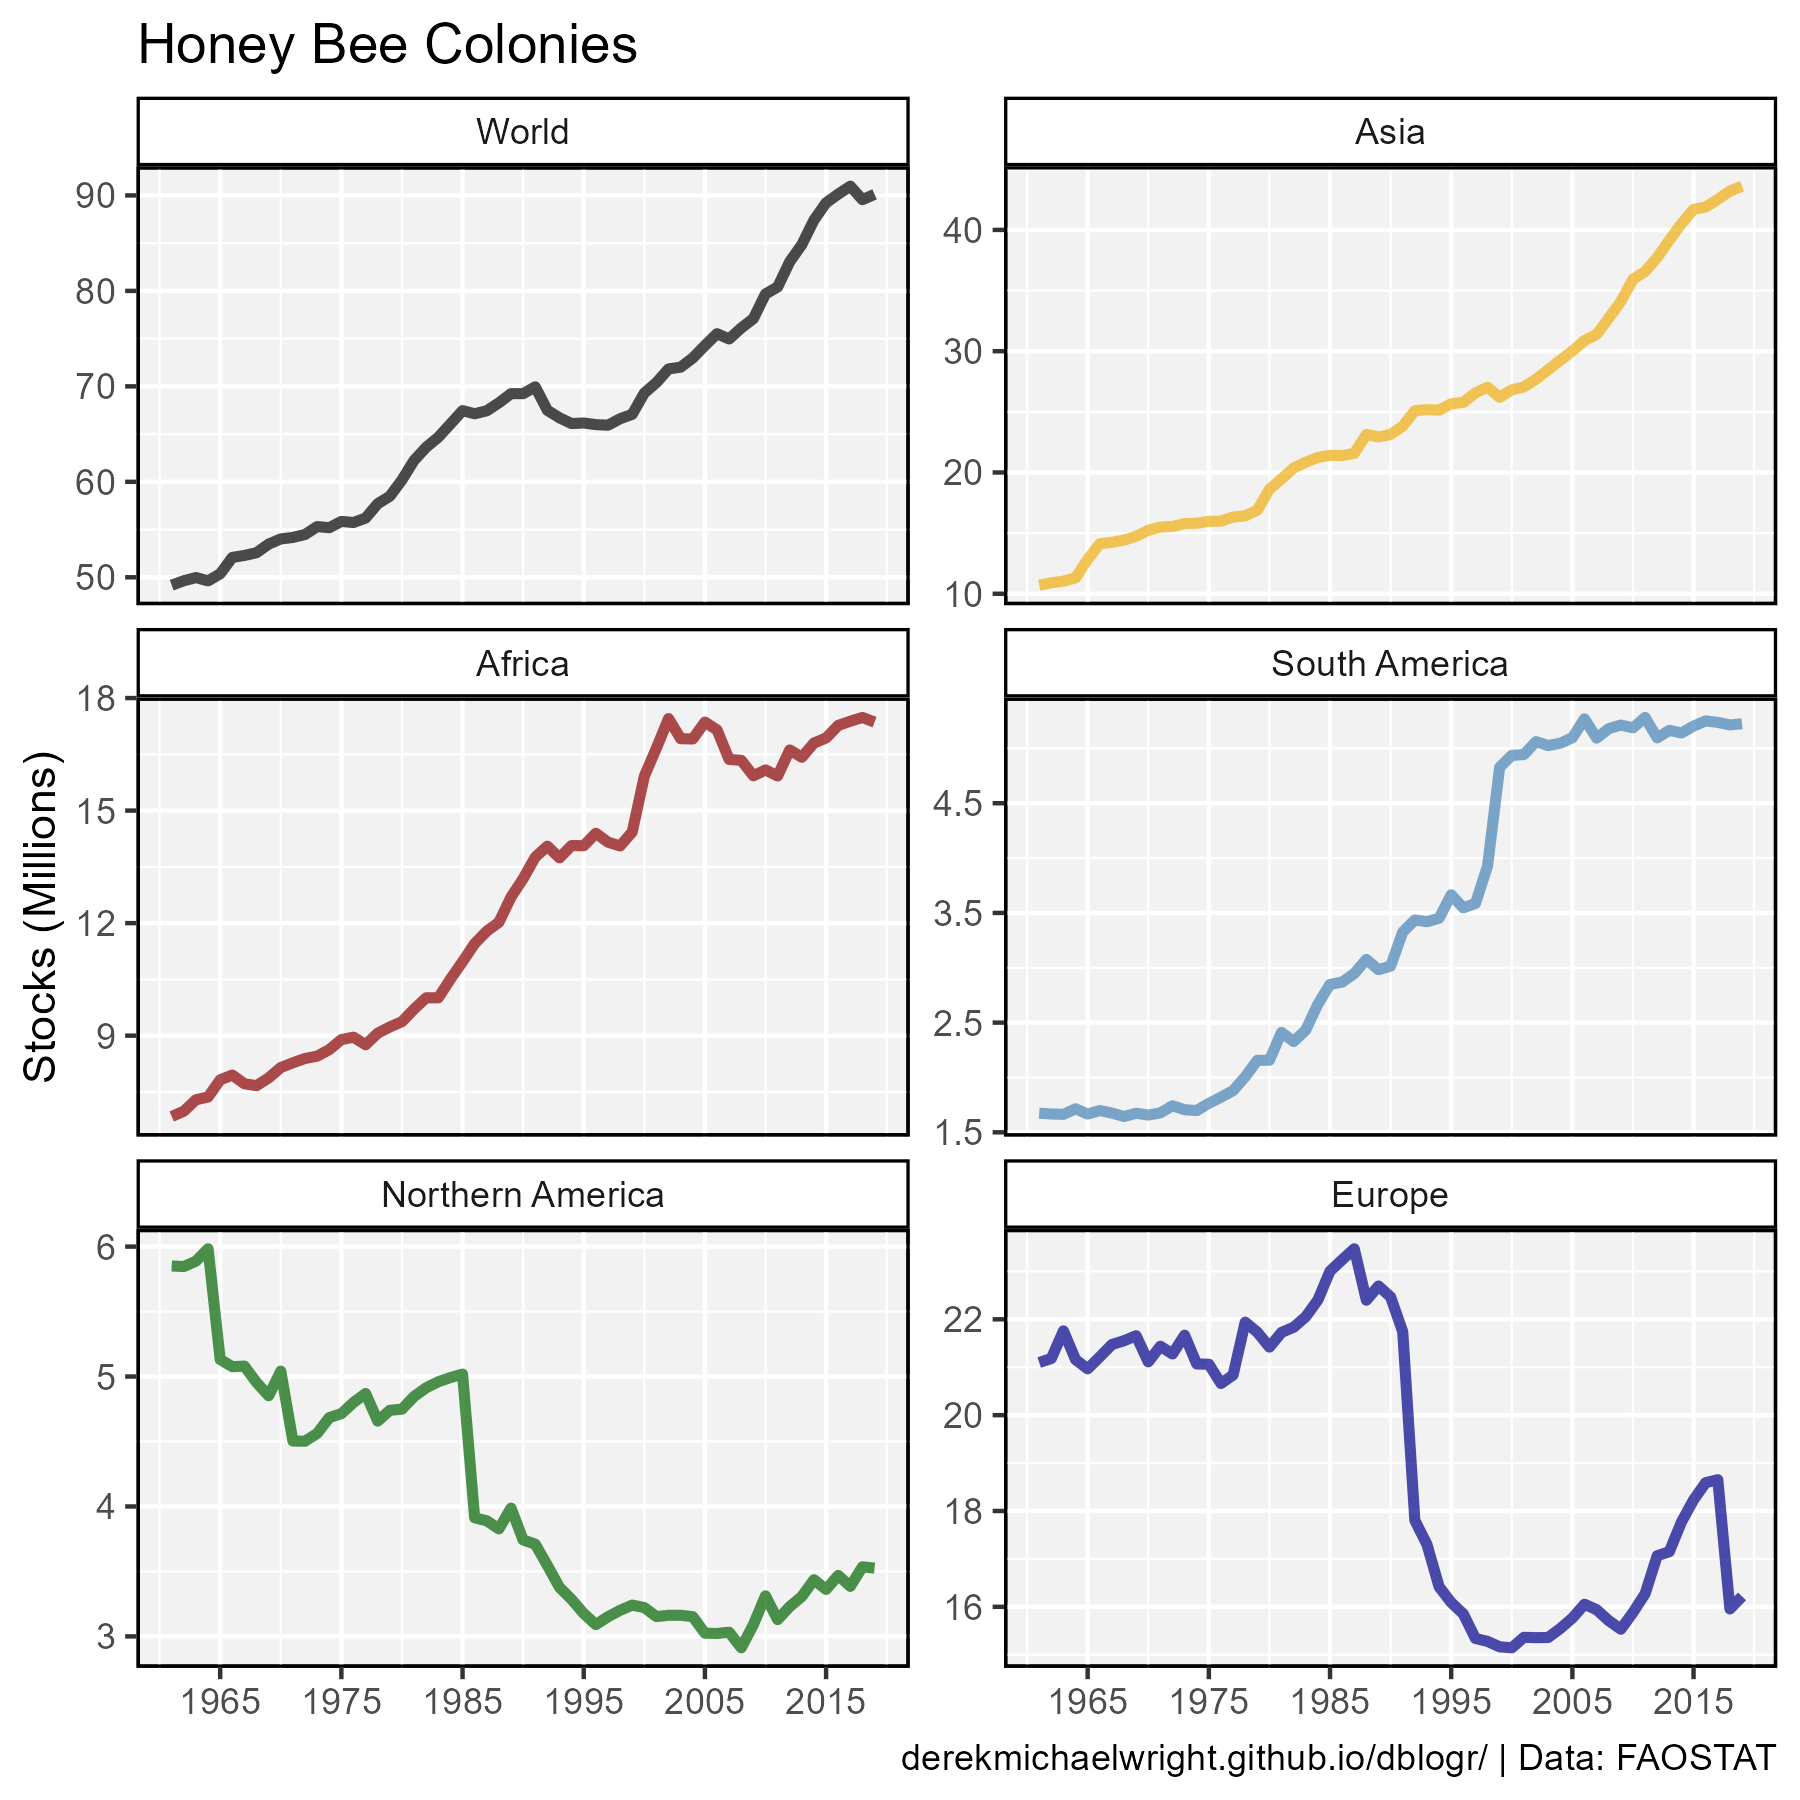 Honey Bee Colonies
World
Asia
90
80
70
60
50
40
30
20
10
Africa
South America
Stocks (Millions)
18
15
12
9
4.5
3.5
2.5
1.5
Northern America
Europe
6
5
4
3
22
20
18
16
1965 1975 1985 1995 2005 2015
1965 1975 1985 1995 2005 2015
derekmichaelwright.github.io/dblogr/ | Data: FAOSTAT